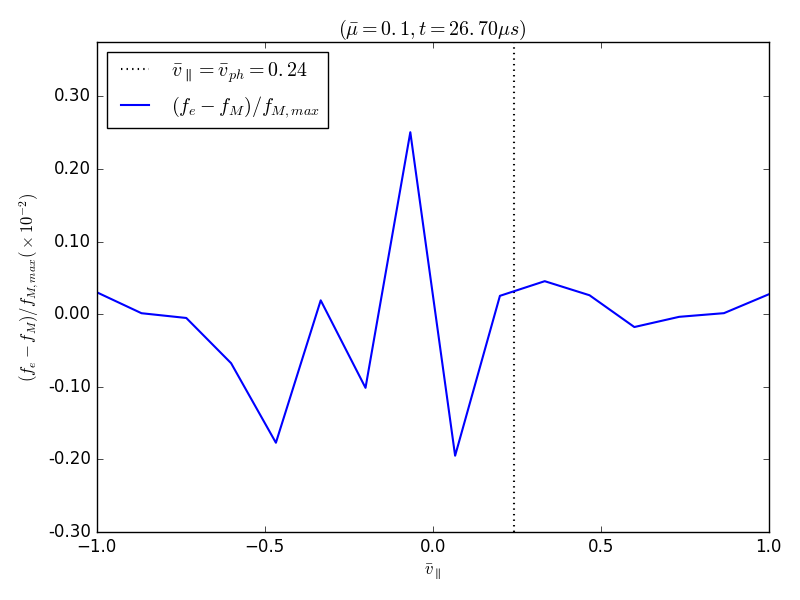 (μ̄ = 0.1, t = 26.70μs)
v̄∥ = v̄ph = 0.24
(fe − fM)/fM,max
0.30
0.20
0.10
0.00
-0.10
-0.20
-0.30
(fe − fM)/fM,max(×10⁻²)
−1.0 −0.5 0.0 0.5 1.0
v̄∥